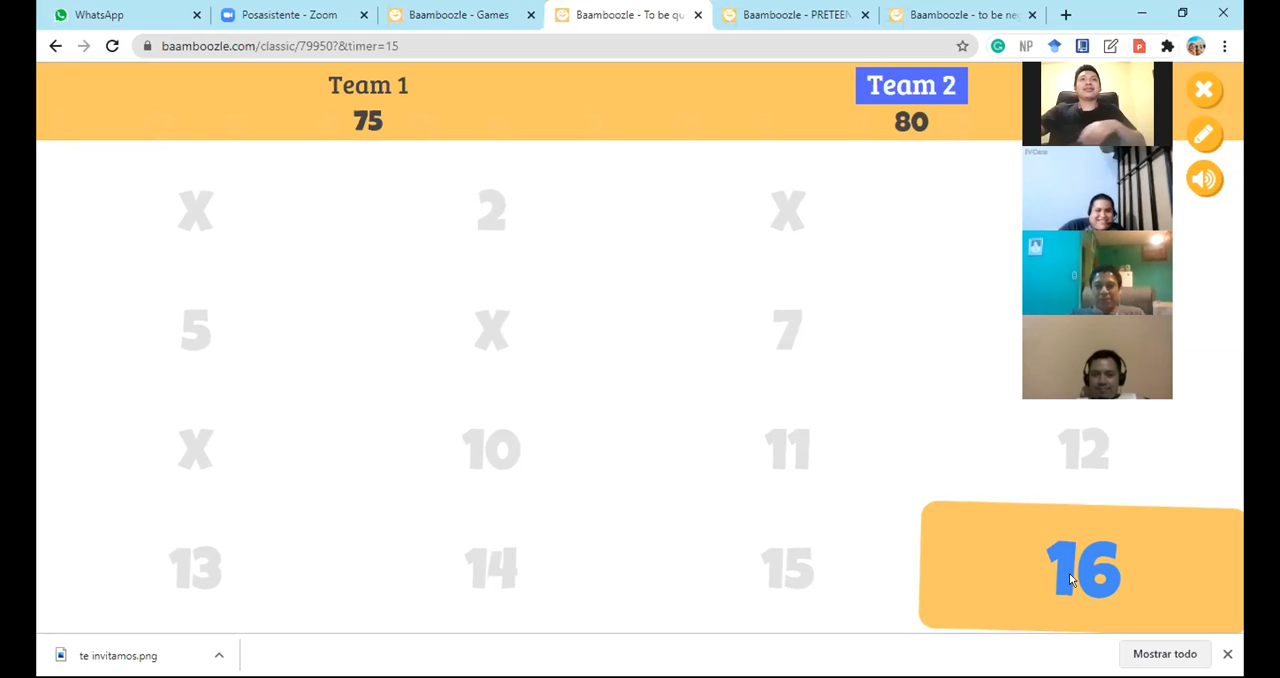 WhatsApp
Posasistente - Zoom
Baamboozle - Games
Baamboozle - To be qu
Baamboozle - PRETEEN
Baamboozle - to be neg
baamboozle.com/classic/79950?&timer=15
NP
Team 1
Team 2
75
80
X 2 X
5 X 7
X 10 11 12
13 14 15 16
te invitamos.png
Mostrar todo